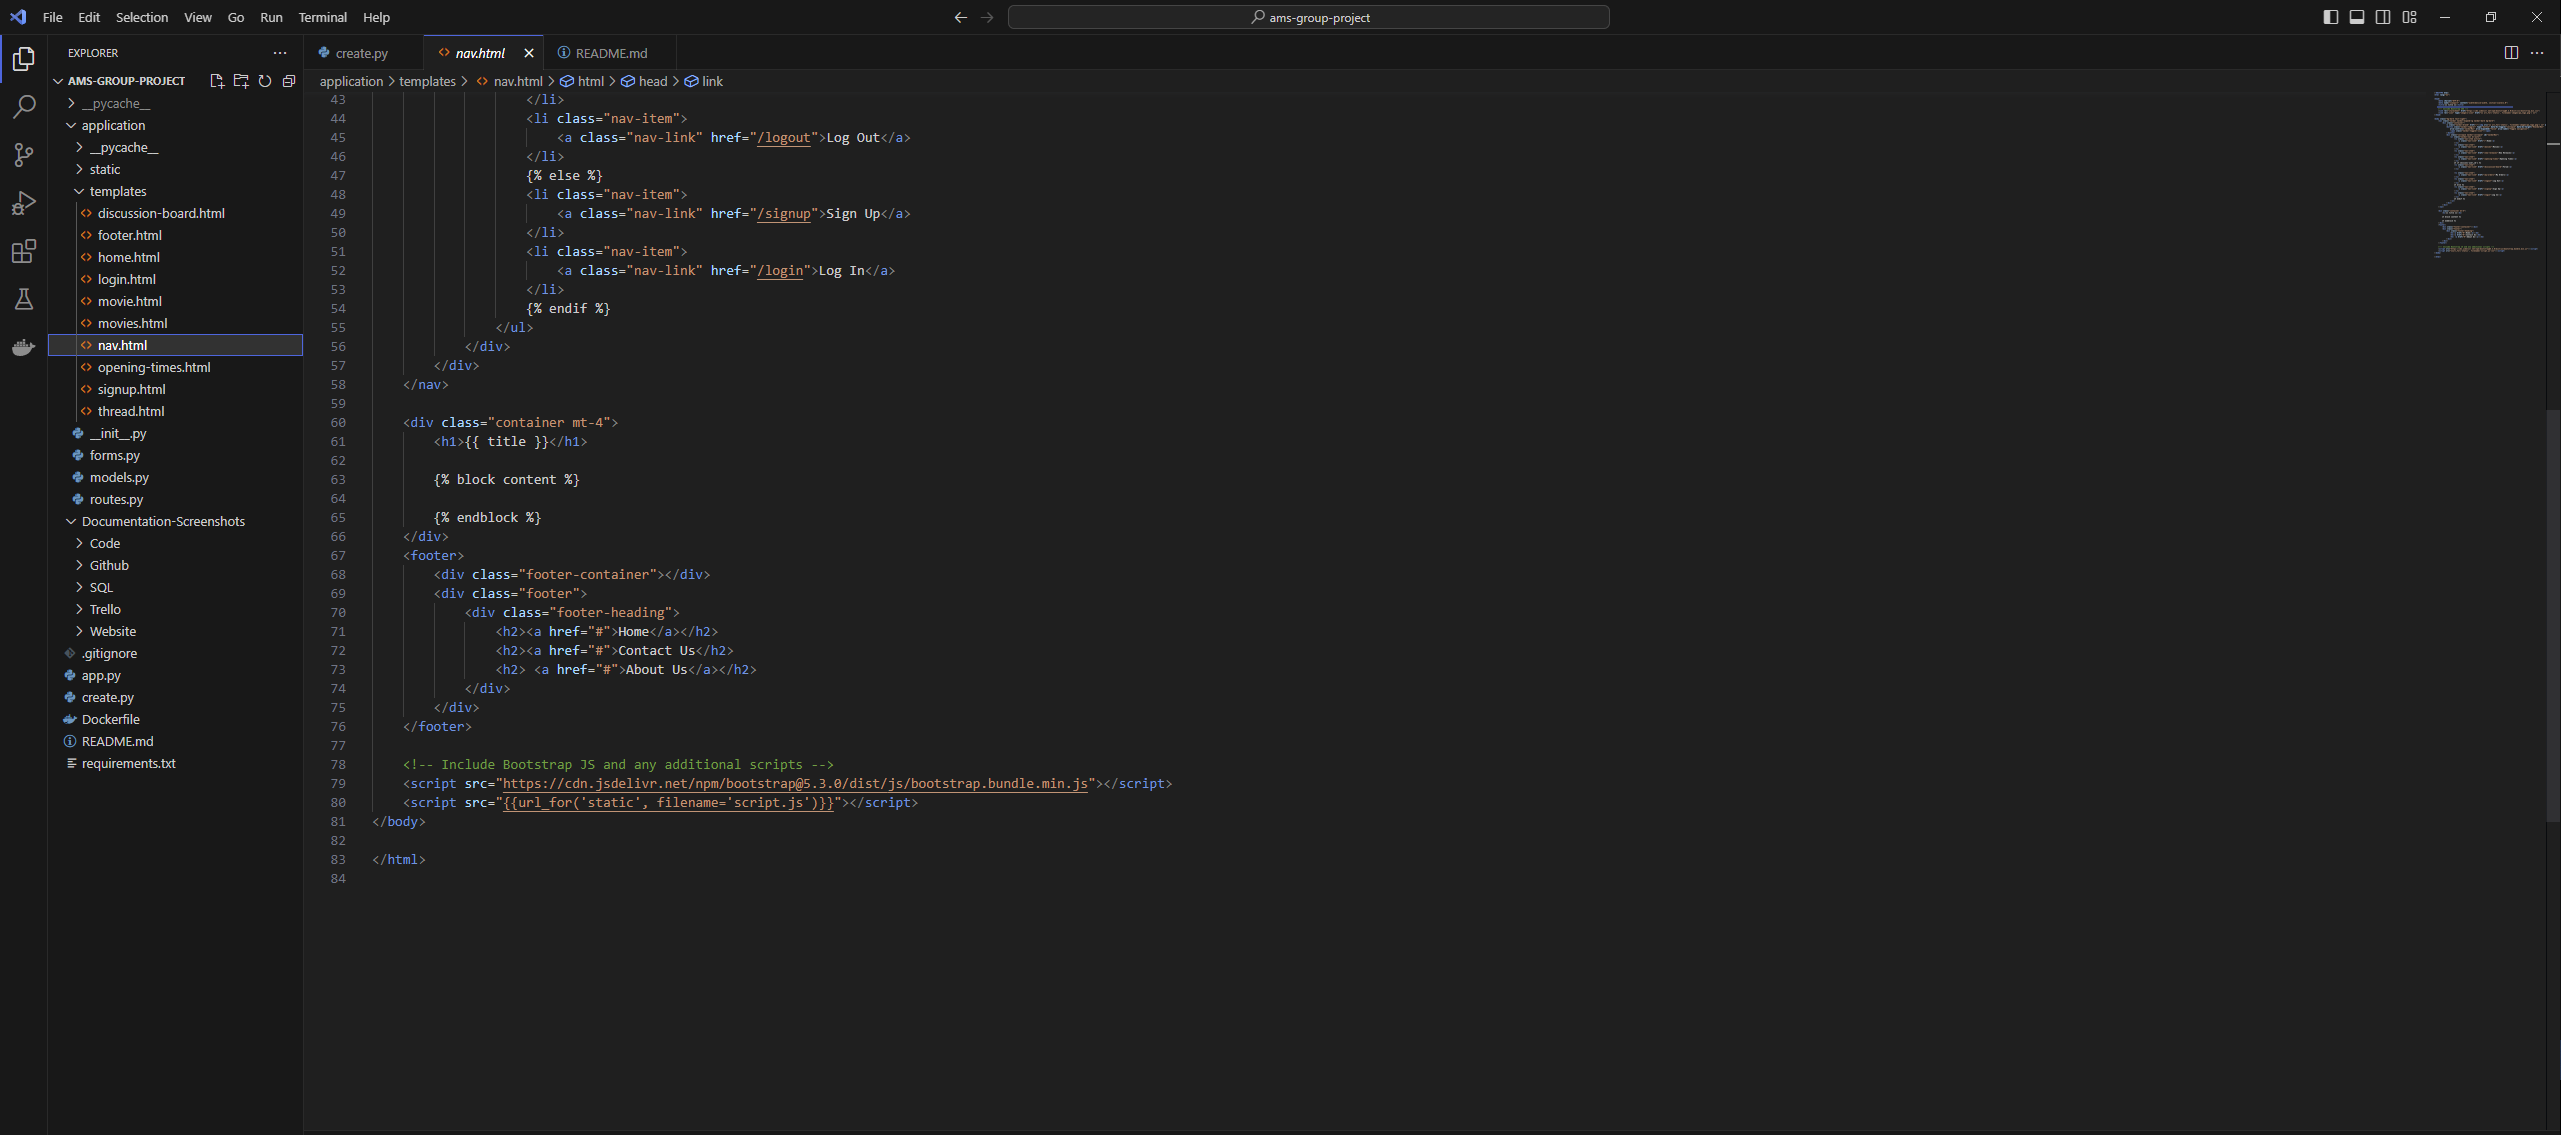 File Edit Selection View Go Run Terminal Help
ams-group-project
EXPLORER
AMS-GROUP-PROJECT
__pycache__
application
__pycache__
static
templates
discussion-board.html
footer.html
home.html
login.html
movie.html
movies.html
nav.html
opening-times.html
signup.html
thread.html
__init__.py
forms.py
models.py
routes.py
Documentation-Screenshots
Code
Github
SQL
Trello
Website
.gitignore
app.py
create.py
Dockerfile
README.md
requirements.txt
create.py nav.html README.md
application > templates > nav.html > html > head > link
43 </li>
44 <li class="nav-item">
45 <a class="nav-link" href="/logout">Log Out</a>
46 </li>
47 {% else %}
48 <li class="nav-item">
49 <a class="nav-link" href="/signup">Sign Up</a>
50 </li>
51 <li class="nav-item">
52 <a class="nav-link" href="/login">Log In</a>
53 </li>
54 {% endif %}
55 </ul>
56 </div>
57 </div>
58 </nav>
59
60 <div class="container mt-4">
61 <h1>{{ title }}</h1>
62
63 {% block content %}
64
65 {% endblock %}
66 </div>
67 <footer>
68 <div class="footer-container"></div>
69 <div class="footer">
70 <div class="footer-heading">
71 <h2><a href="#">Home</a></h2>
72 <h2><a href="#">Contact Us</h2>
73 <h2> <a href="#">About Us</a></h2>
74 </div>
75 </div>
76 </footer>
77
78 <!-- Include Bootstrap JS and any additional scripts -->
79 <script src="https://cdn.jsdelivr.net/npm/bootstrap@5.3.0/dist/js/bootstrap.bundle.min.js"></script>
80 <script src="{{url_for('static', filename='script.js')}}"></script>
81 </body>
82
83 </html>
84